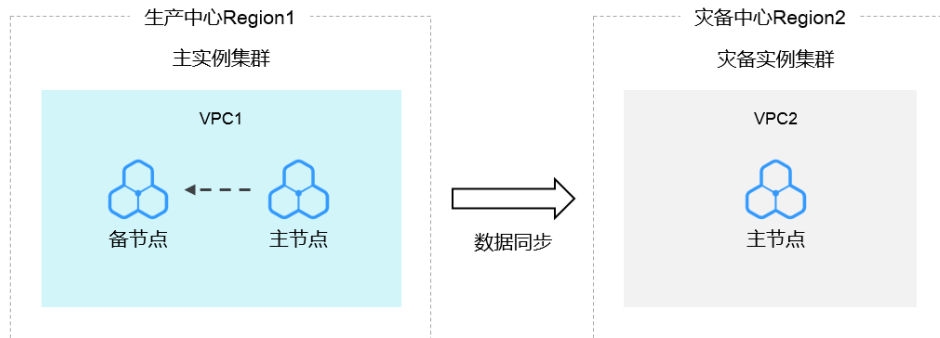 生产中心Region1
主实例集群
VPC1
备节点
主节点
数据同步
灾备中心Region2
灾备实例集群
VPC2
主节点